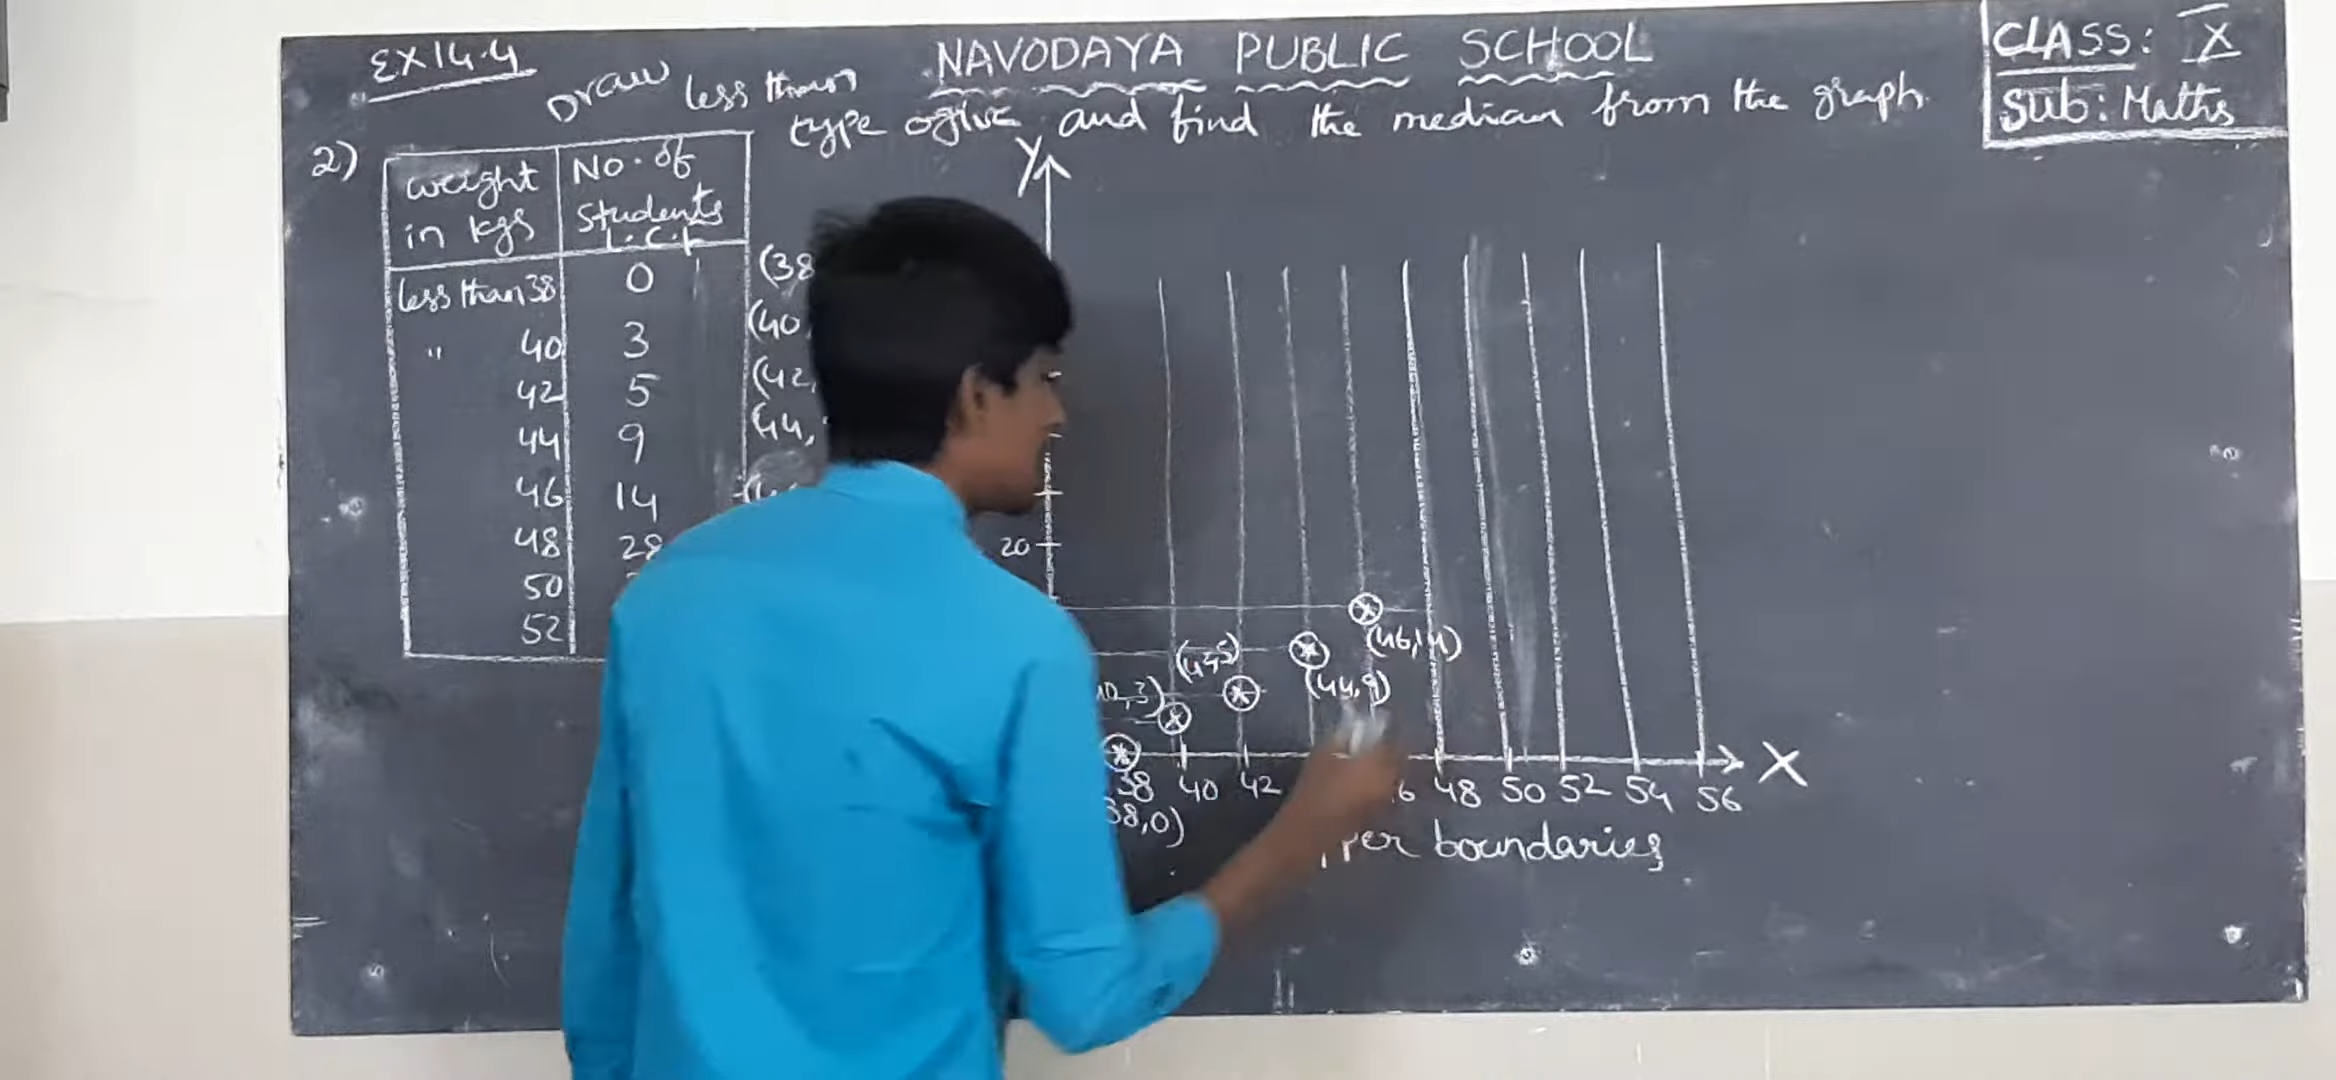 EX 14.4
NAVODAYA PUBLIC SCHOOL
CLASS: X
Sub: Maths
Draw less than
type ogive and find the median from the graph.
2)
weight in kgs
No. of Students
L.C.F
less than 38 0
" 40 3
42 5
44 9
46 14
48 28
50
52
(38
(40,
(42,
(44,
Y
20
(46,14)
(44,9)
38 40 42 48 50 52 54 56 X
38,0)
boundaries